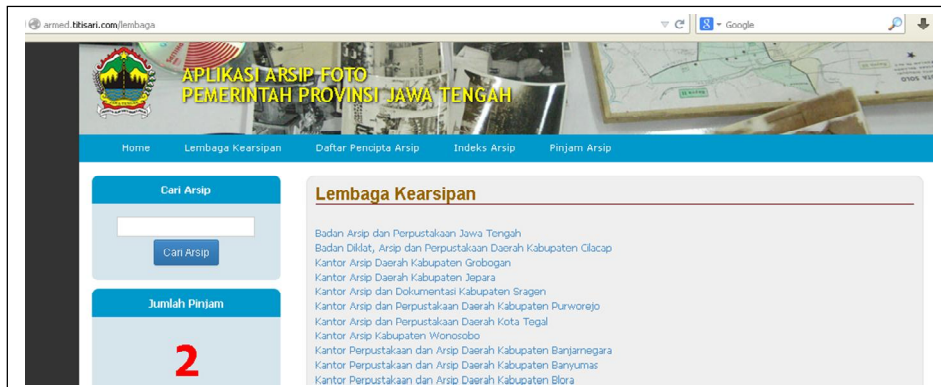 armed.titisari.com/lembaga
Google
APLIKASI ARSIP FOTO
PEMERINTAH PROVINSI JAWA TENGAH
Home Lembaga Kearsipan Daftar Pencipta Arsip Indeks Arsip Pinjam Arsip
Cari Arsip
Cari Arsip
Jumlah Pinjam
2
Lembaga Kearsipan
Badan Arsip dan Perpustakaan Jawa Tengah
Badan Diklat, Arsip dan Perpustakaan Daerah Kabupaten Cilacap
Kantor Arsip Daerah Kabupaten Grobogan
Kantor Arsip Daerah Kabupaten Jepara
Kantor Arsip dan Dokumentasi Kabupaten Sragen
Kantor Arsip dan Perpustakaan Daerah Kabupaten Purworejo
Kantor Arsip dan Perpustakaan Daerah Kota Tegal
Kantor Arsip Kabupaten Wonosobo
Kantor Perpustakaan dan Arsip Daerah Kabupaten Banjarnegara
Kantor Perpustakaan dan Arsip Daerah Kabupaten Banyumas
Kantor Perpustakaan dan Arsip Daerah Kabupaten Blora